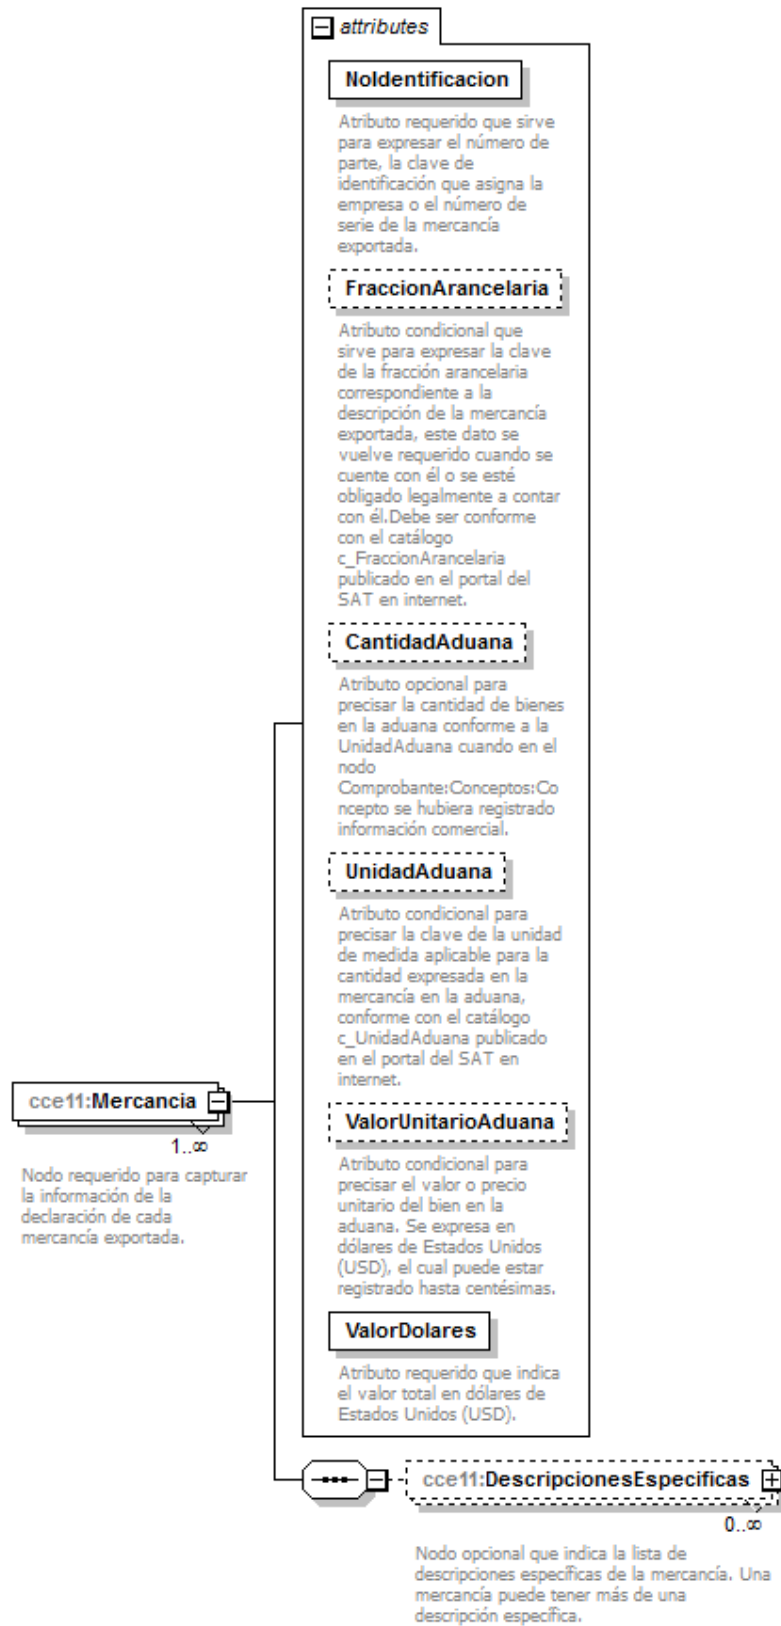 attributes
NoIdentificacion
Atributo requerido que sirve
para expresar el número de
parte, la clave de
identificación que asigna la
empresa o el número de
serie de la mercancía
exportada.
FraccionArancelaria
Atributo condicional que
sirve para expresar la clave
de la fracción arancelaria
correspondiente a la
descripción de la mercancía
exportada, este dato se
vuelve requerido cuando se
cuente con él o se esté
obligado legalmente a contar
con él.Debe ser conforme
con el catálogo
c_FraccionArancelaria
publicado en el portal del
SAT en internet.
CantidadAduana
Atributo opcional para
precisar la cantidad de bienes
en la aduana conforme a la
UnidadAduana cuando en el
nodo
Comprobante:Conceptos:Co
ncepto se hubiera registrado
información comercial.
UnidadAduana
Atributo condicional para
precisar la clave de la unidad
de medida aplicable para la
cantidad expresada en la
mercancía en la aduana,
conforme con el catálogo
c_UnidadAduana publicado
en el portal del SAT en
internet.
cce11:Mercancia
1..∞
Nodo requerido para capturar
la información de la
declaración de cada
mercancía exportada.
ValorUnitarioAduana
Atributo condicional para
precisar el valor o precio
unitario del bien en la
aduana. Se expresa en
dólares de Estados Unidos
(USD), el cual puede estar
registrado hasta centésimas.
ValorDolares
Atributo requerido que indica
el valor total en dólares de
Estados Unidos (USD).
cce11:DescripcionesEspecificas
0..∞
Nodo opcional que indica la lista de
descripciones específicas de la mercancía. Una
mercancía puede tener más de una
descripción específica.